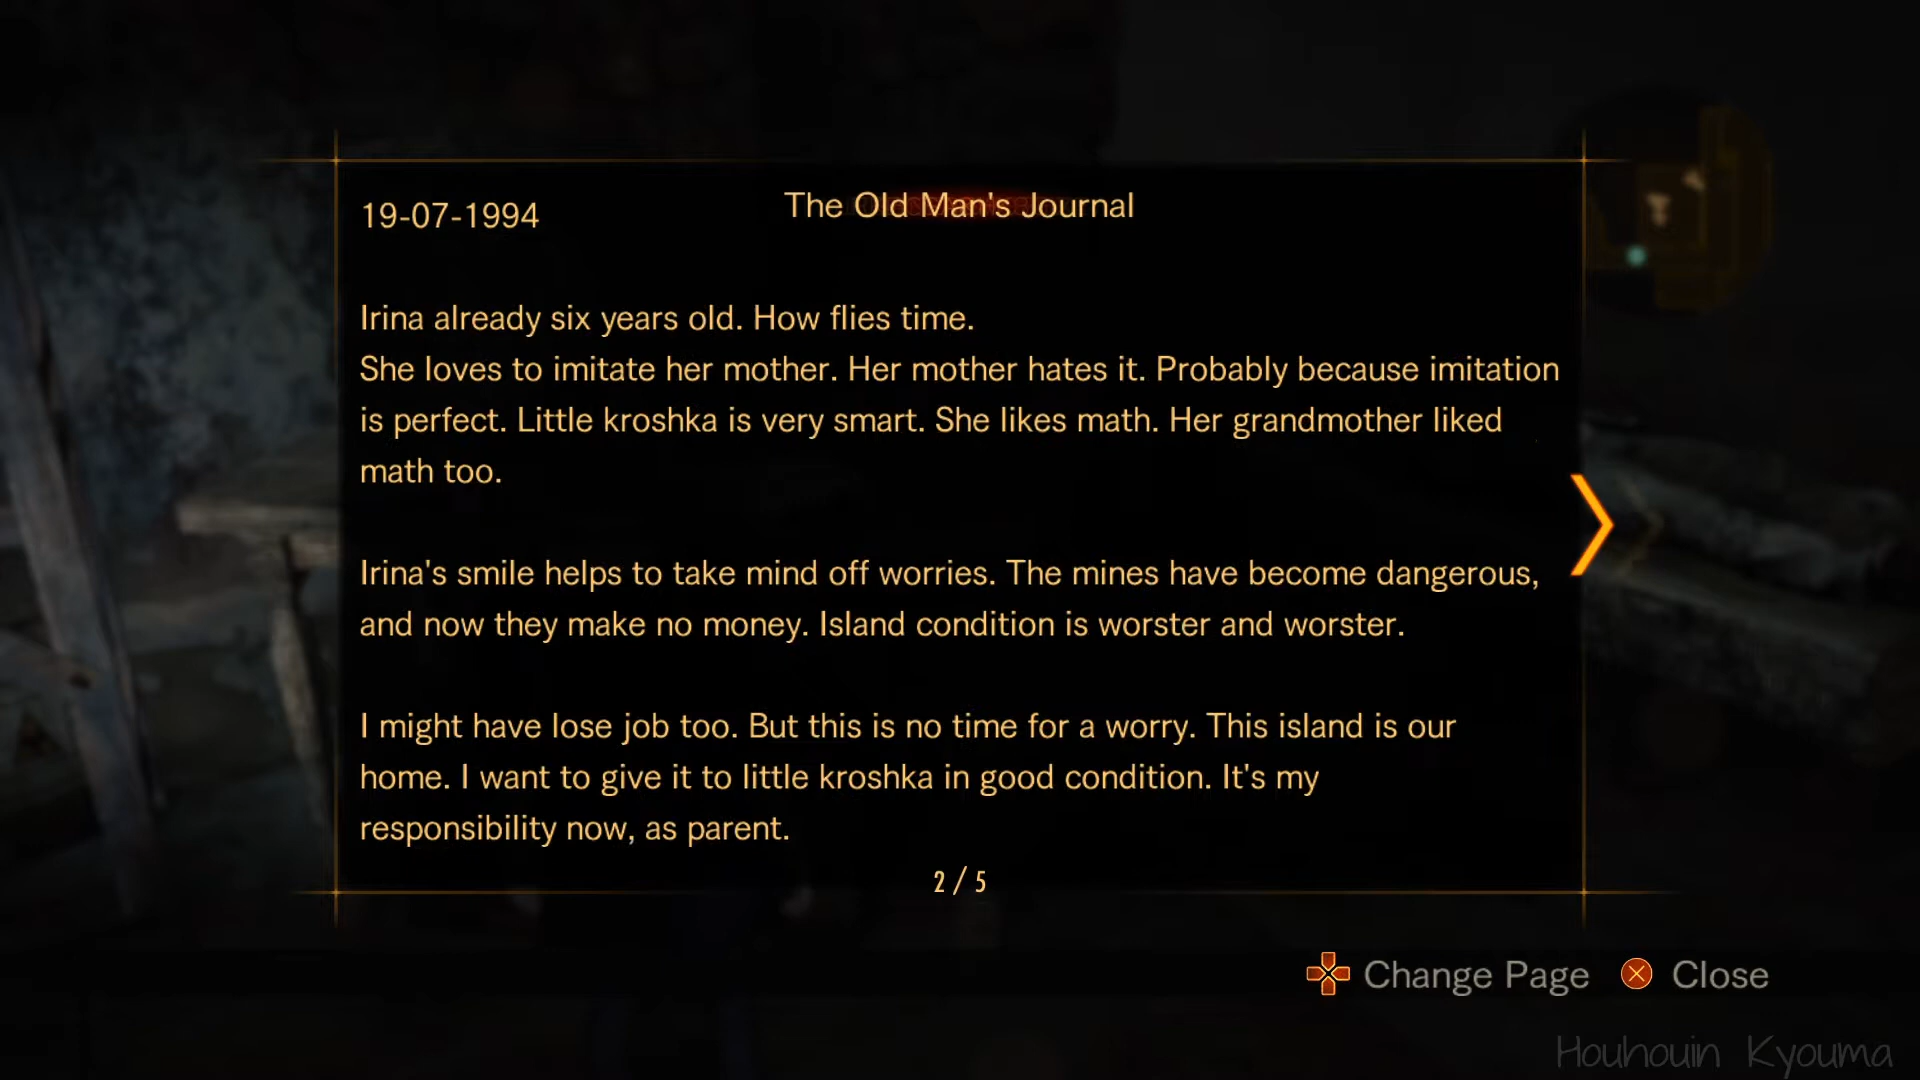 19-07-1994
The Old Man's Journal
Irina already six years old. How flies time.
She loves to imitate her mother. Her mother hates it. Probably because imitation
is perfect. Little kroshka is very smart. She likes math. Her grandmother liked
math too.
Irina's smile helps to take mind off worries. The mines have become dangerous,
and now they make no money. Island condition is worster and worster.
I might have lose job too. But this is no time for a worry. This island is our
home. I want to give it to little kroshka in good condition. It's my
responsibility now, as parent.
2 / 5
Change Page
Close
Houhouin Kyouma